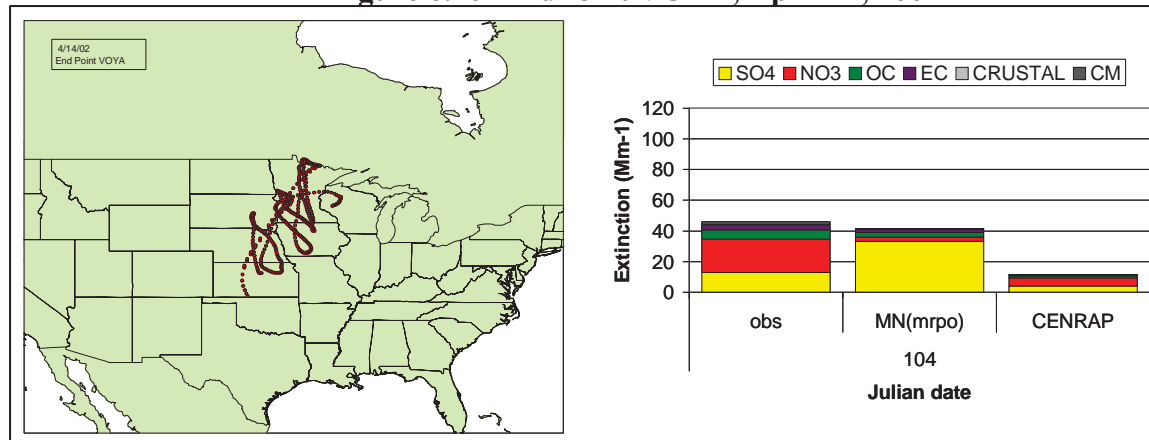 4/14/02
End Point VOYA
SO4 NO3 OC EC CRUSTAL CM
Extinction (Mm-1)
120
100
80
60
40
20
0
obs MN(mrpo) CENRAP
104
Julian date